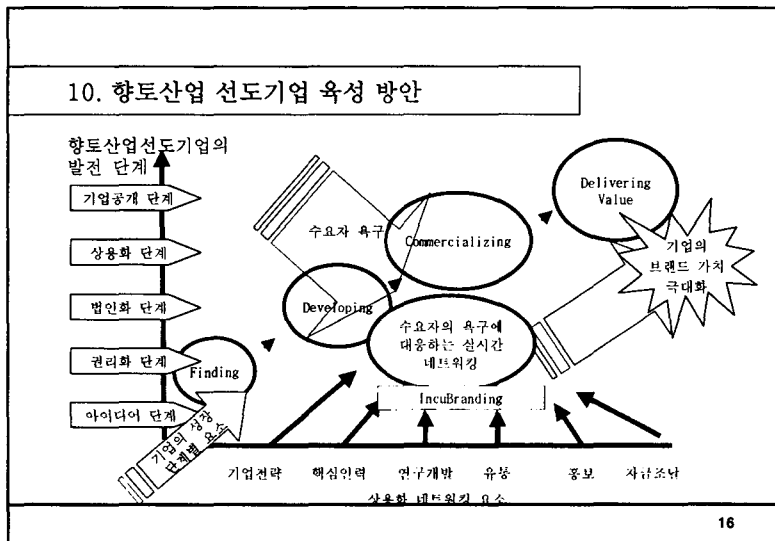 10. 향토산업 선도기업 육성 방안
향토산업선도기업의
발전 단계
기업공개 단계
상용화 단계
법인화 단계
권리화 단계
아이디어 단계
수요자 욕구
Finding
Developing
Commercializing
Delivering
Value
기업의
브랜드 가치
극대화
수요자의 욕구에
대응하는 실시간
네트워킹
IncuBranding
기업의 성장
단계별 요소
기업전략 핵심인력 연구개발 유통 홍보 자금조달
상용화 네트워킹 요소
16